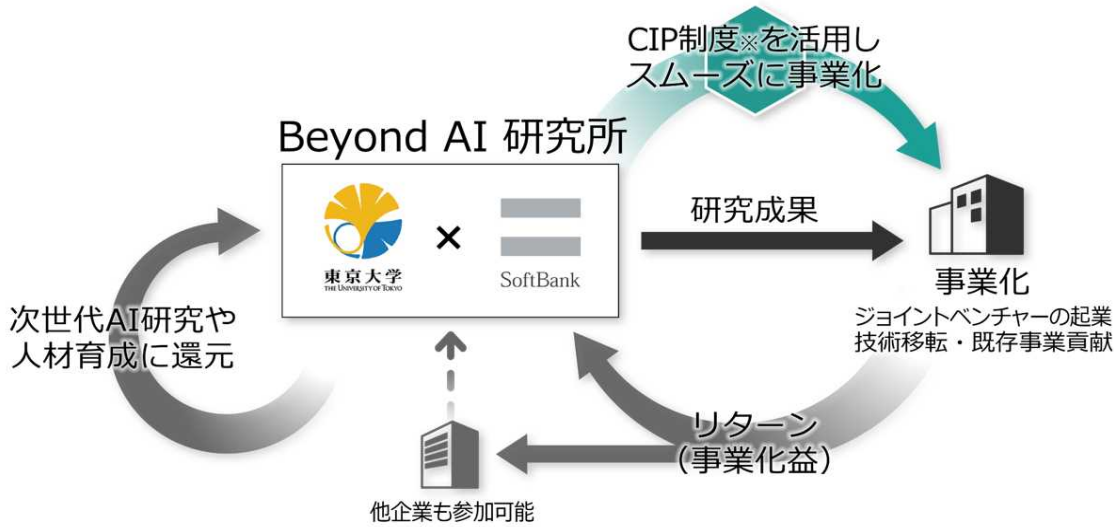 CIP制度※を活用し
スムーズに事業化
Beyond AI 研究所
東京大学
THE UNIVERSITY OF TOKYO
×
SoftBank
研究成果
事業化
ジョイントベンチャーの起業
技術移転・既存事業貢献
次世代AI研究や
人材育成に還元
リターン
（事業化益）
他企業も参加可能